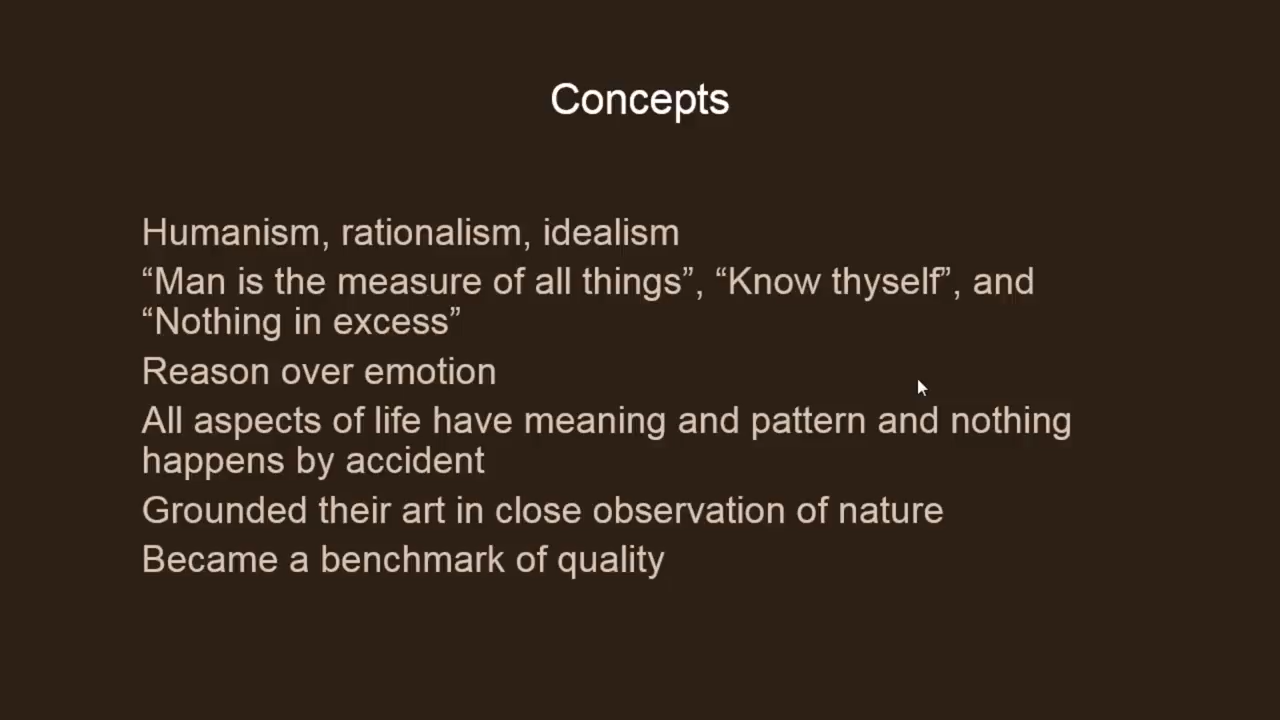 Concepts
Humanism, rationalism, idealism
“Man is the measure of all things”, “Know thyself”, and
“Nothing in excess”
Reason over emotion
All aspects of life have meaning and pattern and nothing
happens by accident
Grounded their art in close observation of nature
Became a benchmark of quality